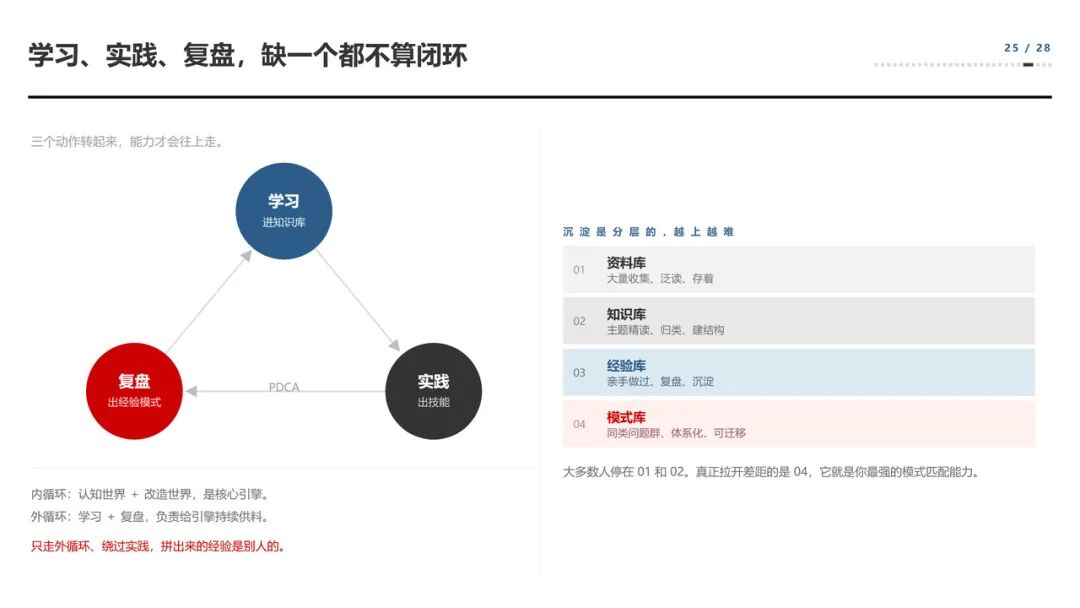 学习、实践、复盘，缺一个都不算闭环
25 / 28
三个动作转起来，能力才会往上走。
学习
进知识库
复盘
出经验模式
PDCA
实践
出技能
内循环：认知世界 + 改造世界，是核心引擎。
外循环：学习 + 复盘，负责给引擎持续供料。
只走外循环、绕过实践，拼出来的经验是别人的。
沉淀是分层的，越上越难
01
资料库
大量收集、泛读、存着
02
知识库
主题精读、归类、建结构
03
经验库
亲手做过、复盘、沉淀
04
模式库
同类问题群、体系化、可迁移
大多数人停在 01 和 02。真正拉开差距的是 04，它就是你最强的模式匹配能力。